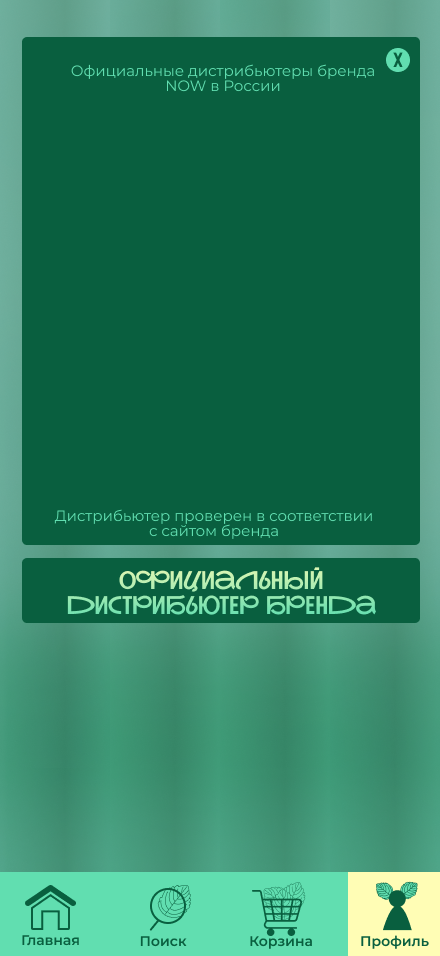 Официальные дистрибьютеры бренда
NOW в России
X
Дистрибьютер проверен в соответствии
с сайтом бренда
ОФИЦИаЛЬНЫЙ
ДИСТРИБЬЮТЕР БРЕНДа
Главная
Поиск
Корзина
Профиль